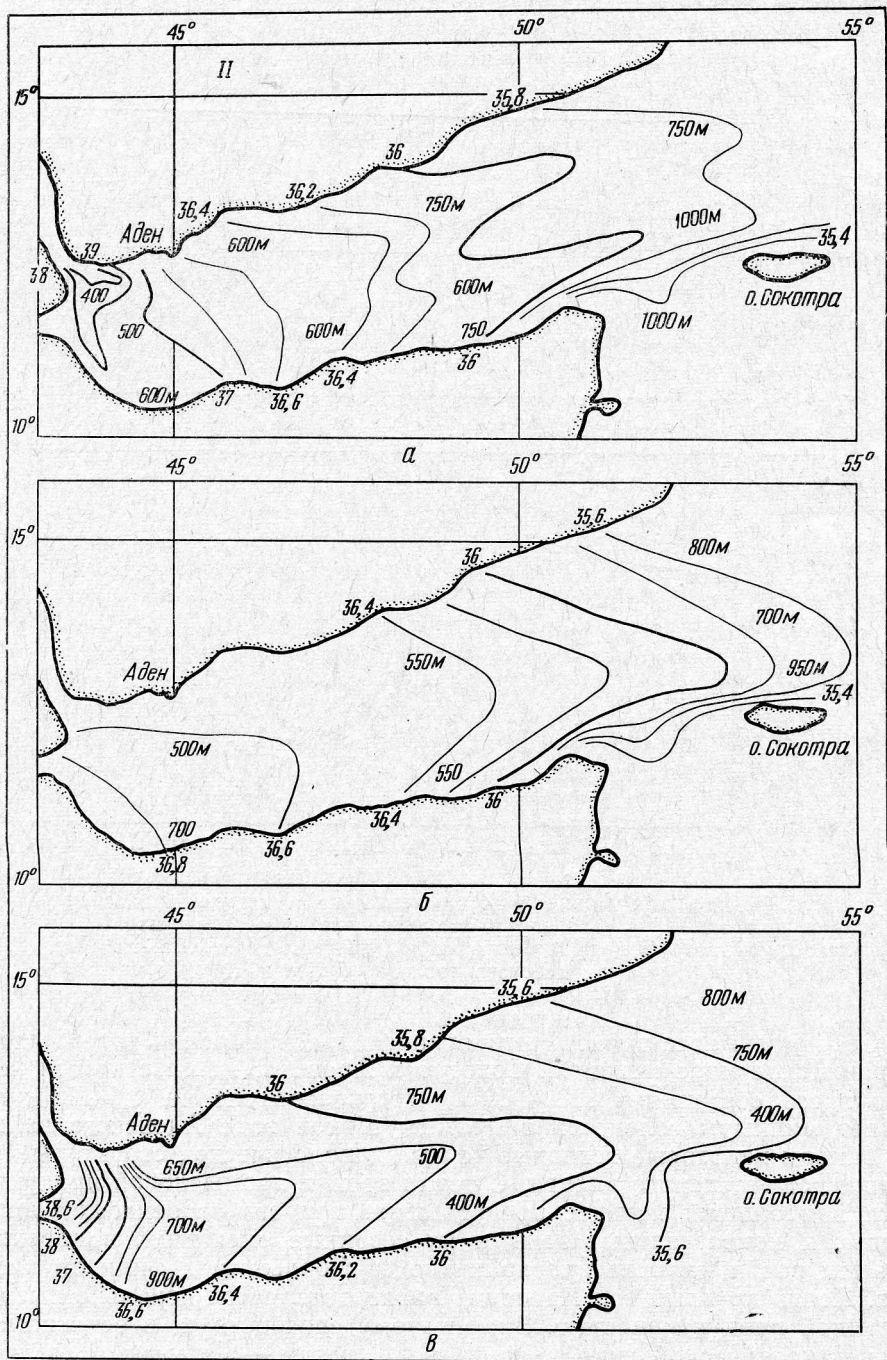 45° 50° 55°
II
15°
35,8
750м
36
36,2
750м
36,4
1000м
Аден
600м
35,4
39
38
400
600м
о. Сокотра
500
600м
750
1000м
36
36,4
600м
37
36,6
10°
а
45° 50° 55°
35,6
15°
800м
36
36,4
700м
550м
Аден
950м
35,4
500м
о. Сокотра
550
700
36,4
36
36,6
36,8
10°
б
45° 50° 55°
15°
35,6
800м
35,8
750м
36
750м
Аден
400м
650м
500
38,6
400м
о. Сокотра
700м
38
36
35,6
36,2
37
900м
36,4
36,6
10°
в